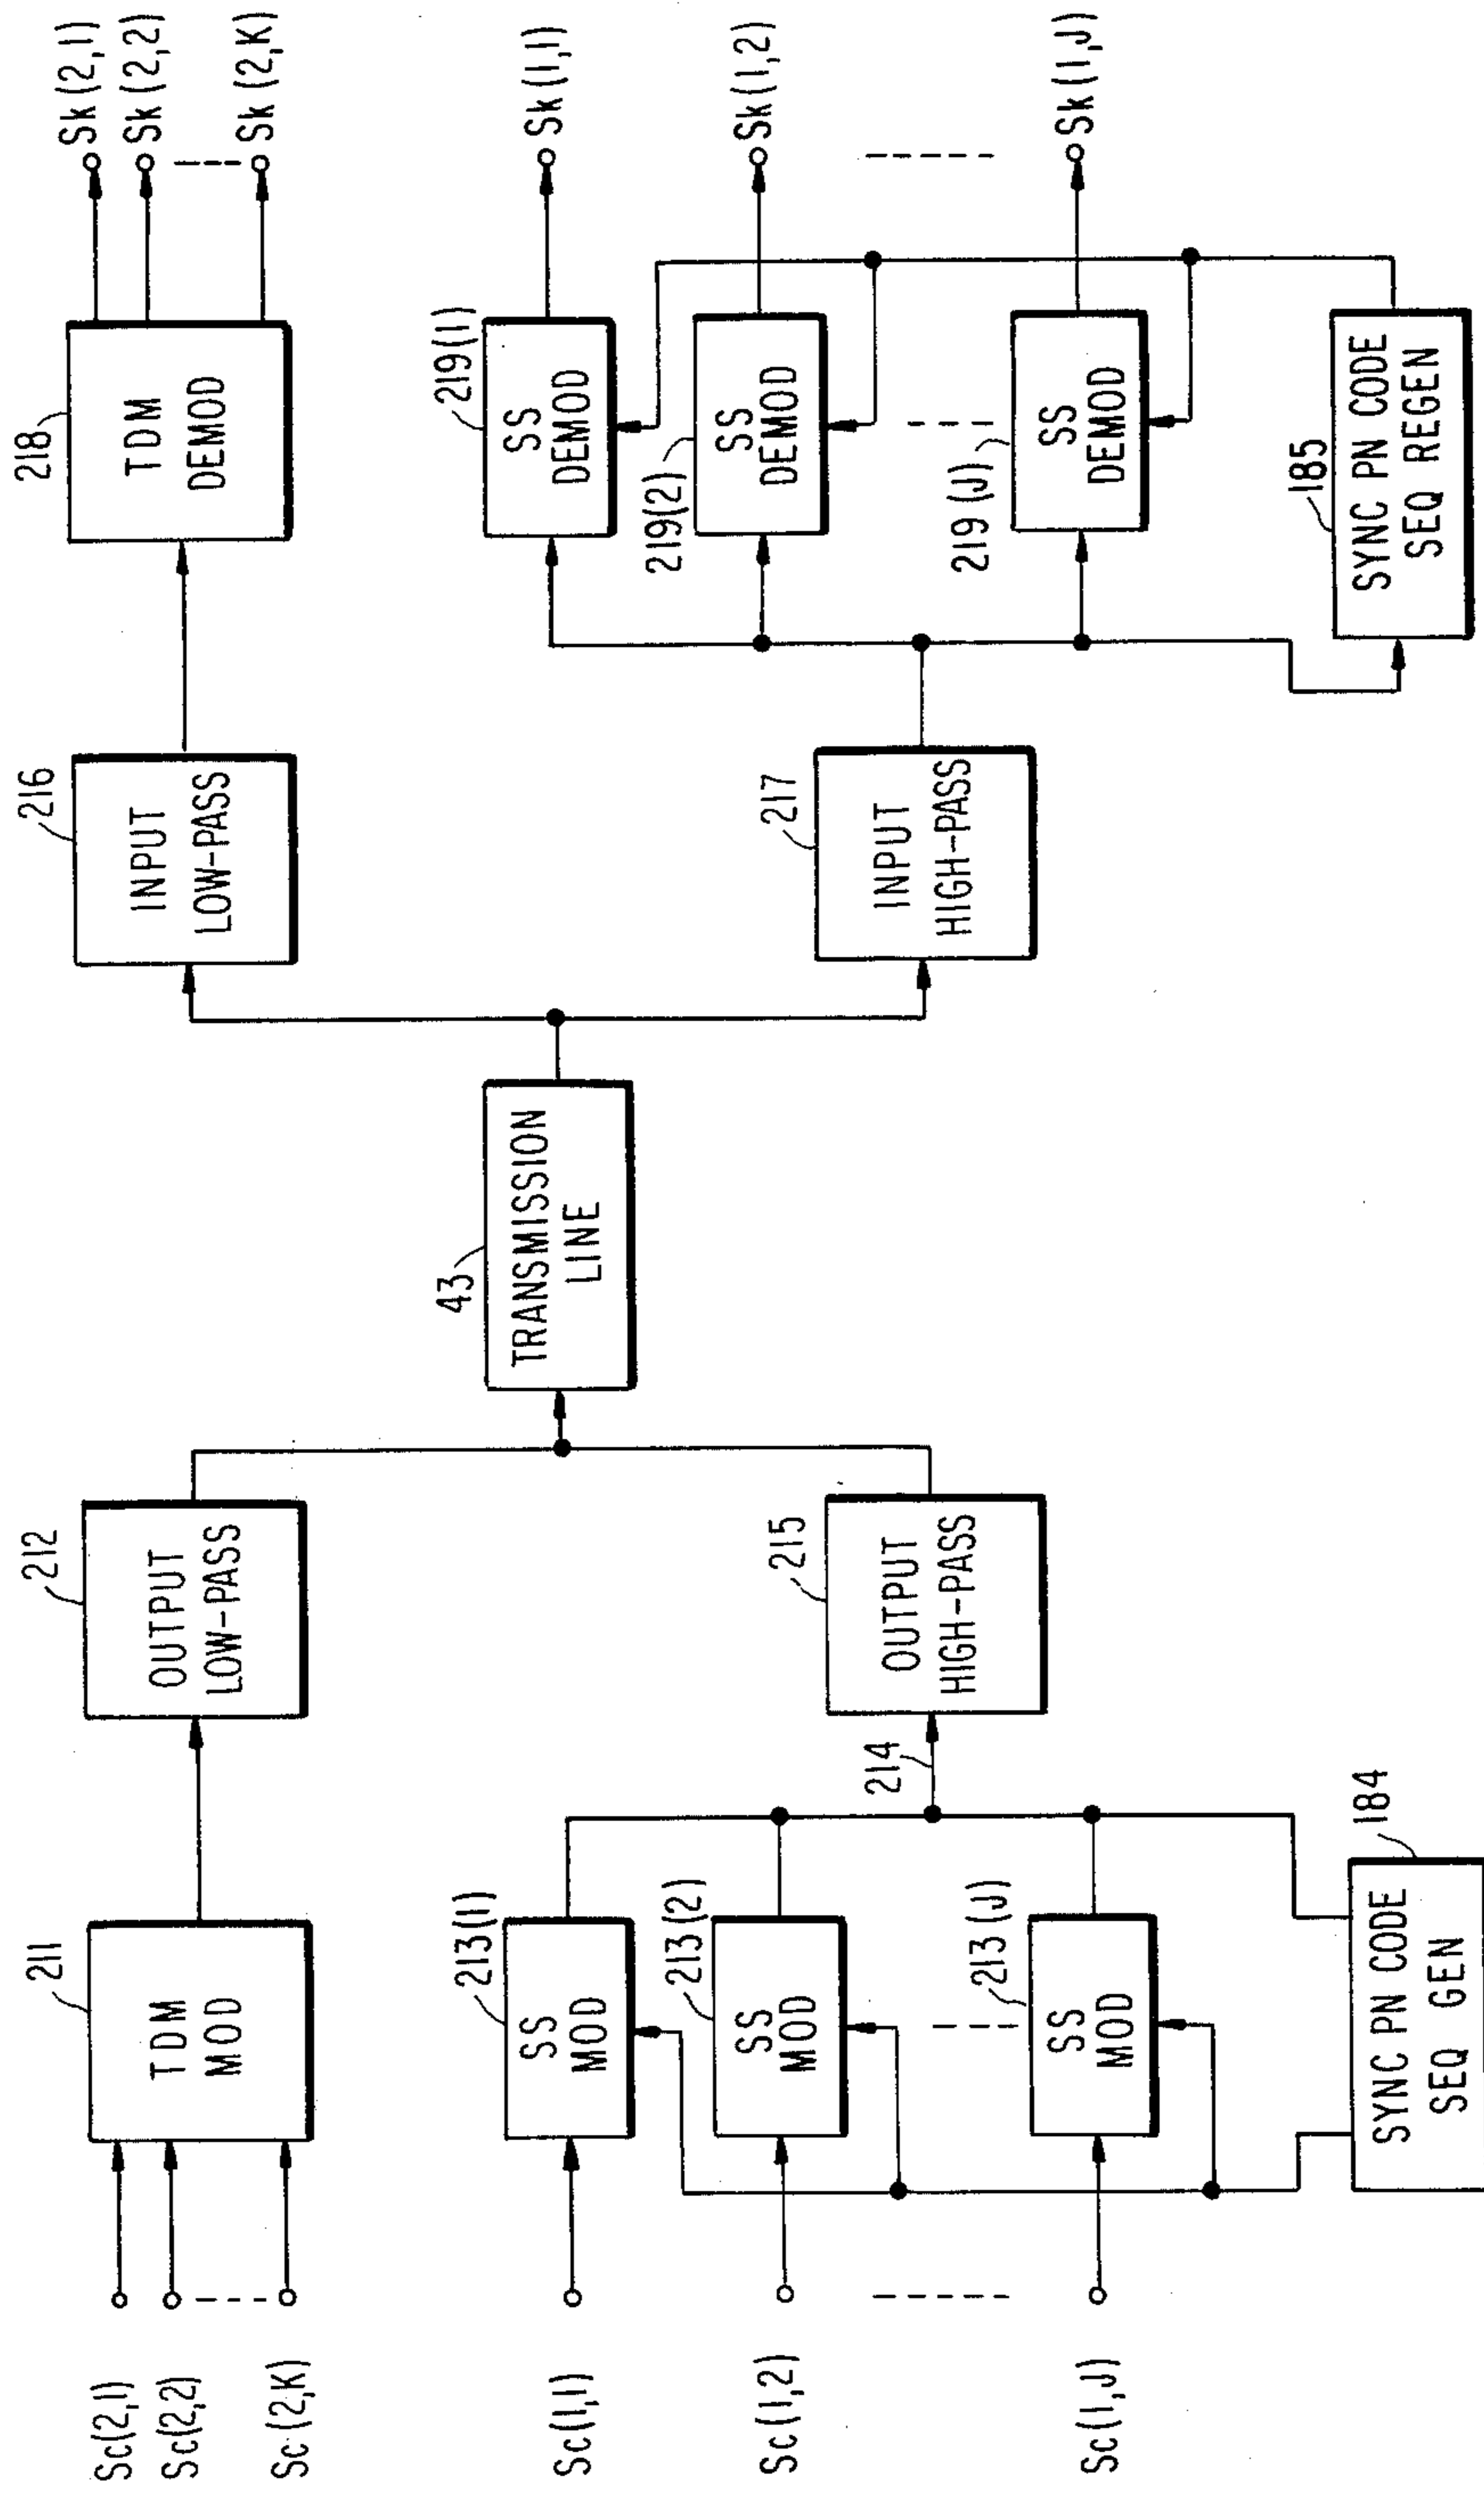 Sc(2,1)
Sc(2,2)
Sc(2,K)
211
TDM
MOD
212
OUTPUT
LOW-PASS
43
TRANSMISSION
LINE
216
INPUT
LOW-PASS
218
TDM
DEMOD
Sk(2,1)
Sk(2,2)
Sk(2,K)
Sc(1,1)
213(1)
SS
MOD
Sc(1,2)
213(2)
SS
MOD
Sc(1,J)
213(J)
SS
MOD
184
SYNC PN CODE
SEQ GEN
214
215
OUTPUT
HIGH-PASS
217
INPUT
HIGH-PASS
219(1)
SS
DEMOD
Sk(1,1)
219(2)
SS
DEMOD
Sk(1,2)
219(J)
SS
DEMOD
Sk(1,J)
185
SYNC PN CODE
SEQ REGEN